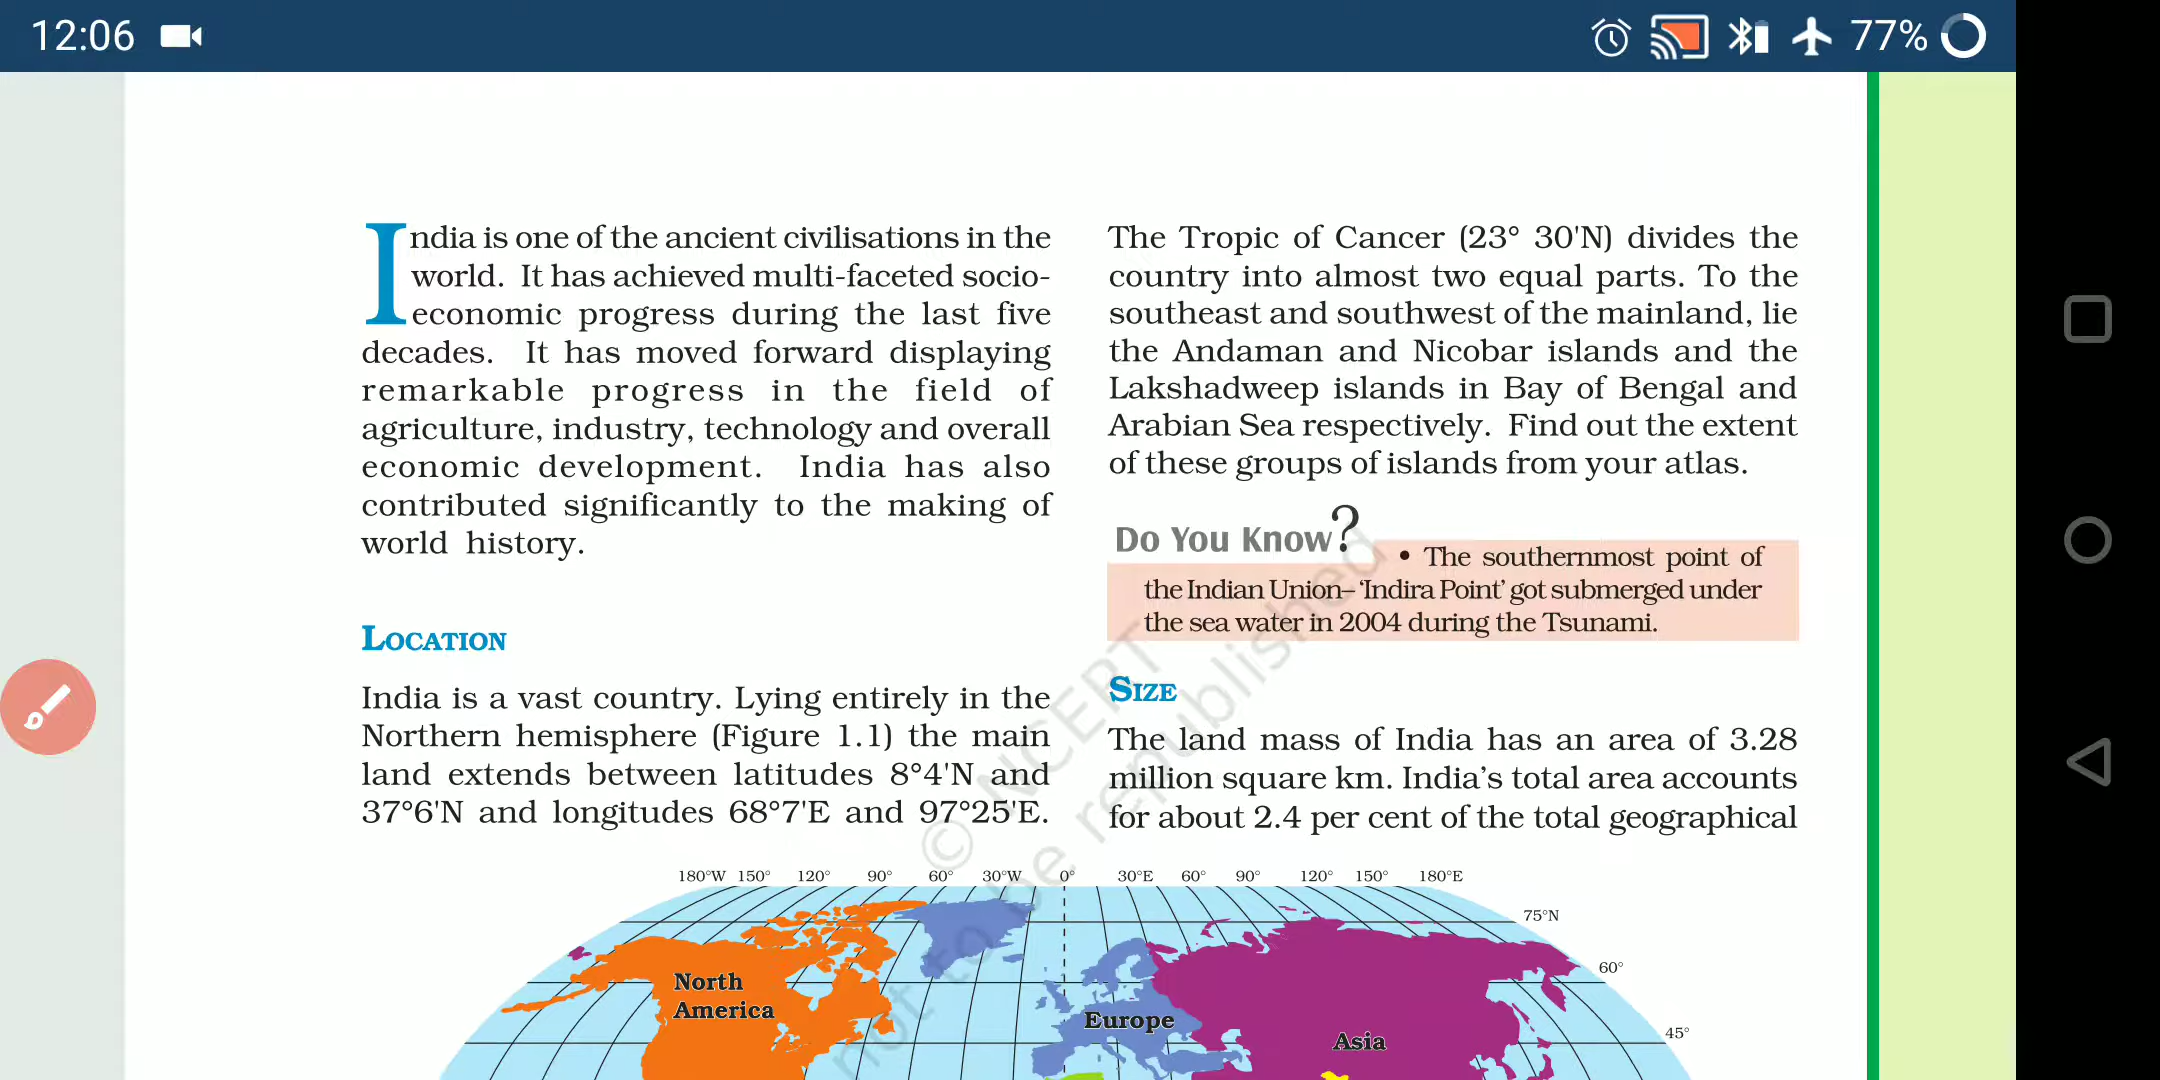 12:06
77%
India is one of the ancient civilisations in the
world. It has achieved multi-faceted socio-
economic progress during the last five
decades. It has moved forward displaying
remarkable progress in the field of
agriculture, industry, technology and overall
economic development. India has also
contributed significantly to the making of
world history.
LOCATION
India is a vast country. Lying entirely in the
Northern hemisphere (Figure 1.1) the main
land extends between latitudes 8°4'N and
37°6'N and longitudes 68°7'E and 97°25'E.
The Tropic of Cancer (23° 30'N) divides the
country into almost two equal parts. To the
southeast and southwest of the mainland, lie
the Andaman and Nicobar islands and the
Lakshadweep islands in Bay of Bengal and
Arabian Sea respectively. Find out the extent
of these groups of islands from your atlas.
Do You Know?
• The southernmost point of
the Indian Union– ‘Indira Point’ got submerged under
the sea water in 2004 during the Tsunami.
SIZE
The land mass of India has an area of 3.28
million square km. India’s total area accounts
for about 2.4 per cent of the total geographical
© NCERT
not to be republished
180°W 150° 120° 90° 60° 30°W 0° 30°E 60° 90° 120° 150° 180°E
75°N
60°
45°
North
America
Europe
Asia